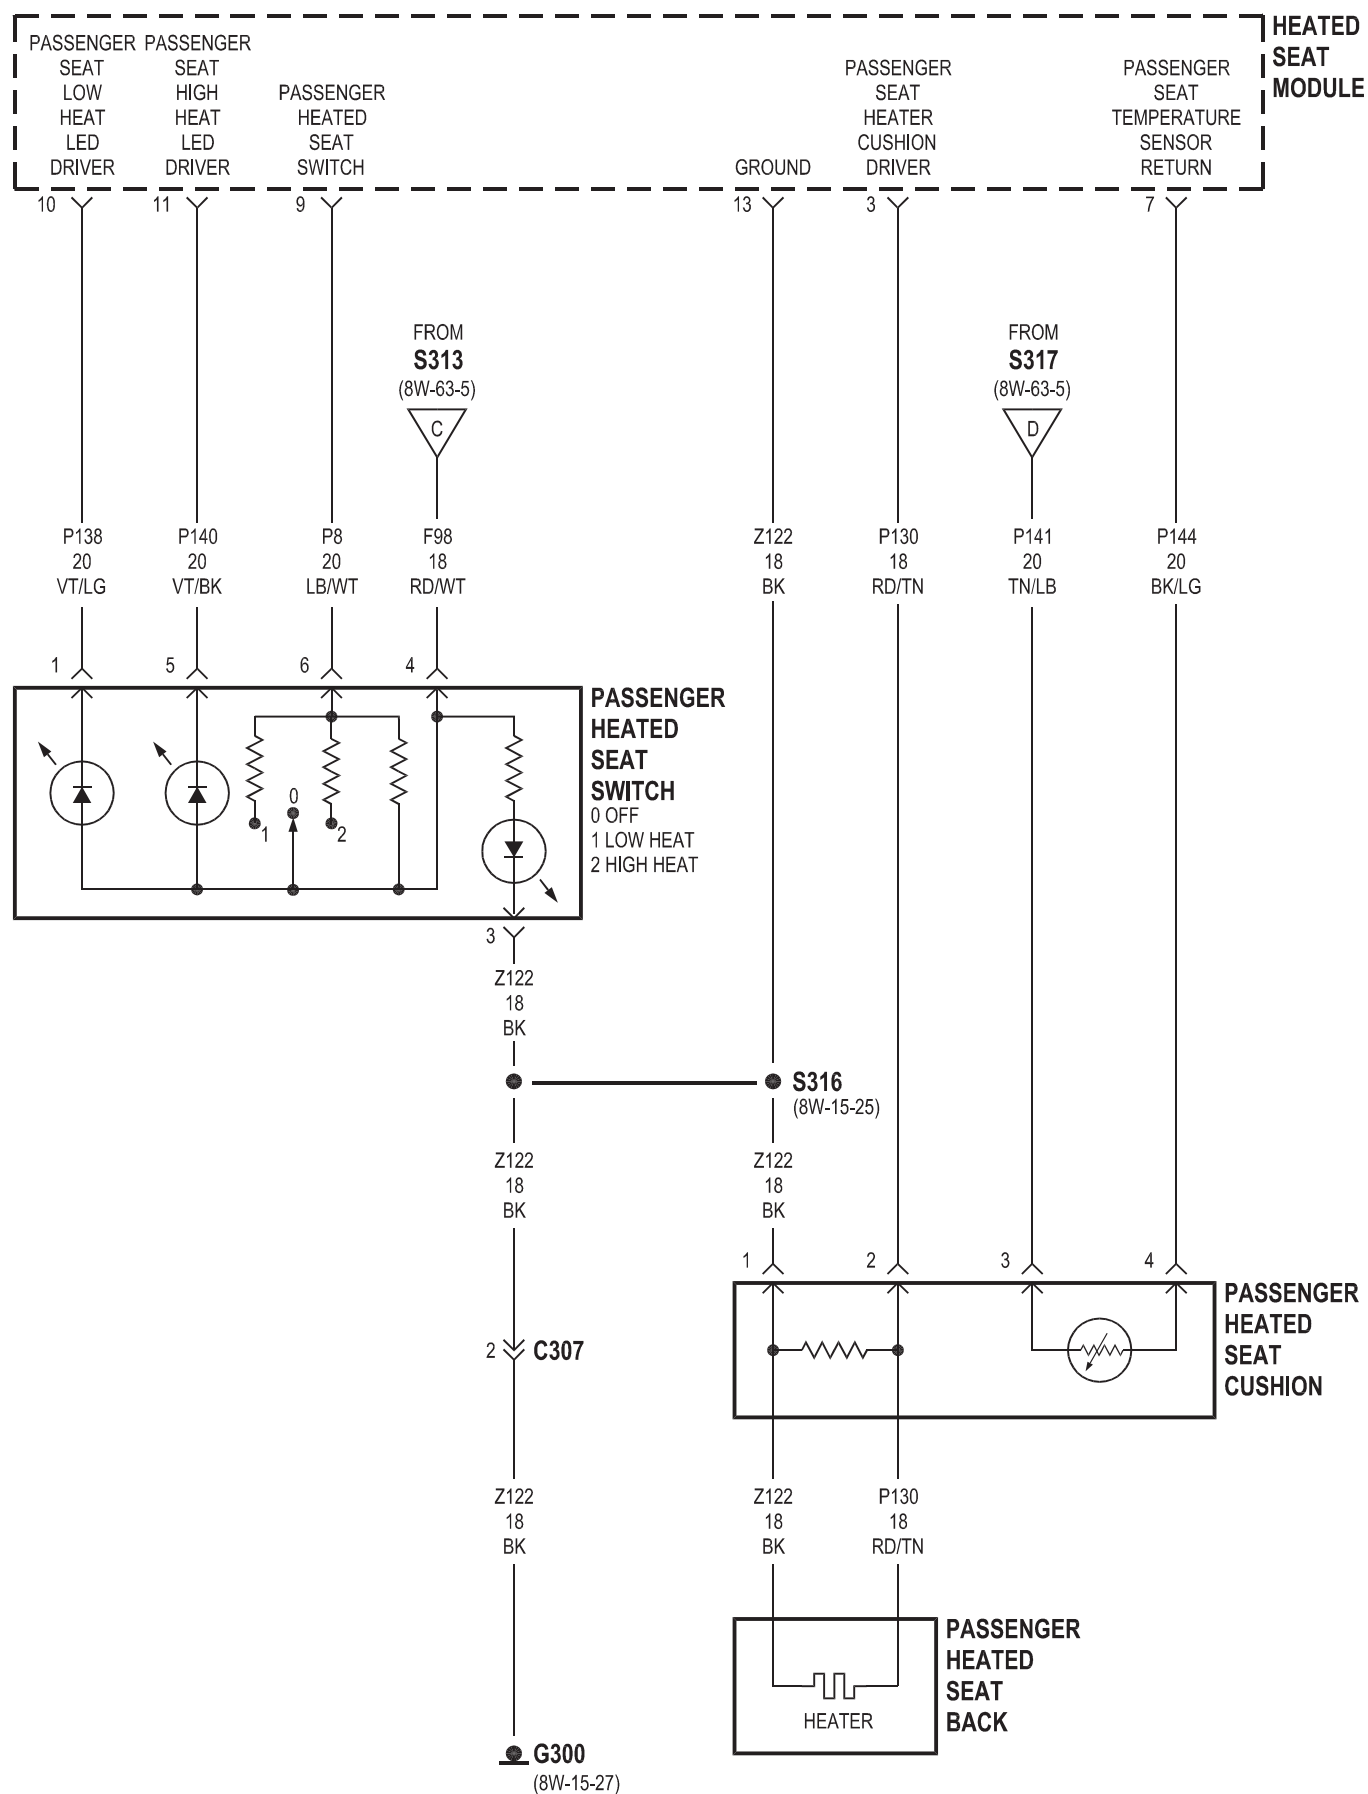 HEATED
SEAT
MODULE
PASSENGER
SEAT
LOW
HEAT
LED
DRIVER
PASSENGER
SEAT
HIGH
HEAT
LED
DRIVER
PASSENGER
HEATED
SEAT
SWITCH
GROUND
PASSENGER
SEAT
HEATER
CUSHION
DRIVER
PASSENGER
SEAT
TEMPERATURE
SENSOR
RETURN
10
11
9
13
3
7
FROM
S313
(8W-63-5)
C
FROM
S317
(8W-63-5)
D
P138
20
VT/LG
P140
20
VT/BK
P8
20
LB/WT
F98
18
RD/WT
Z122
18
BK
P130
18
RD/TN
P141
20
TN/LB
P144
20
BK/LG
1
5
6
4
PASSENGER
HEATED
SEAT
SWITCH
0 OFF
1 LOW HEAT
2 HIGH HEAT
0
1
2
3
Z122
18
BK
S316
(8W-15-25)
Z122
18
BK
Z122
18
BK
1
2
3
4
PASSENGER
HEATED
SEAT
CUSHION
2
C307
Z122
18
BK
Z122
18
BK
P130
18
RD/TN
PASSENGER
HEATED
SEAT
BACK
HEATER
G300
(8W-15-27)